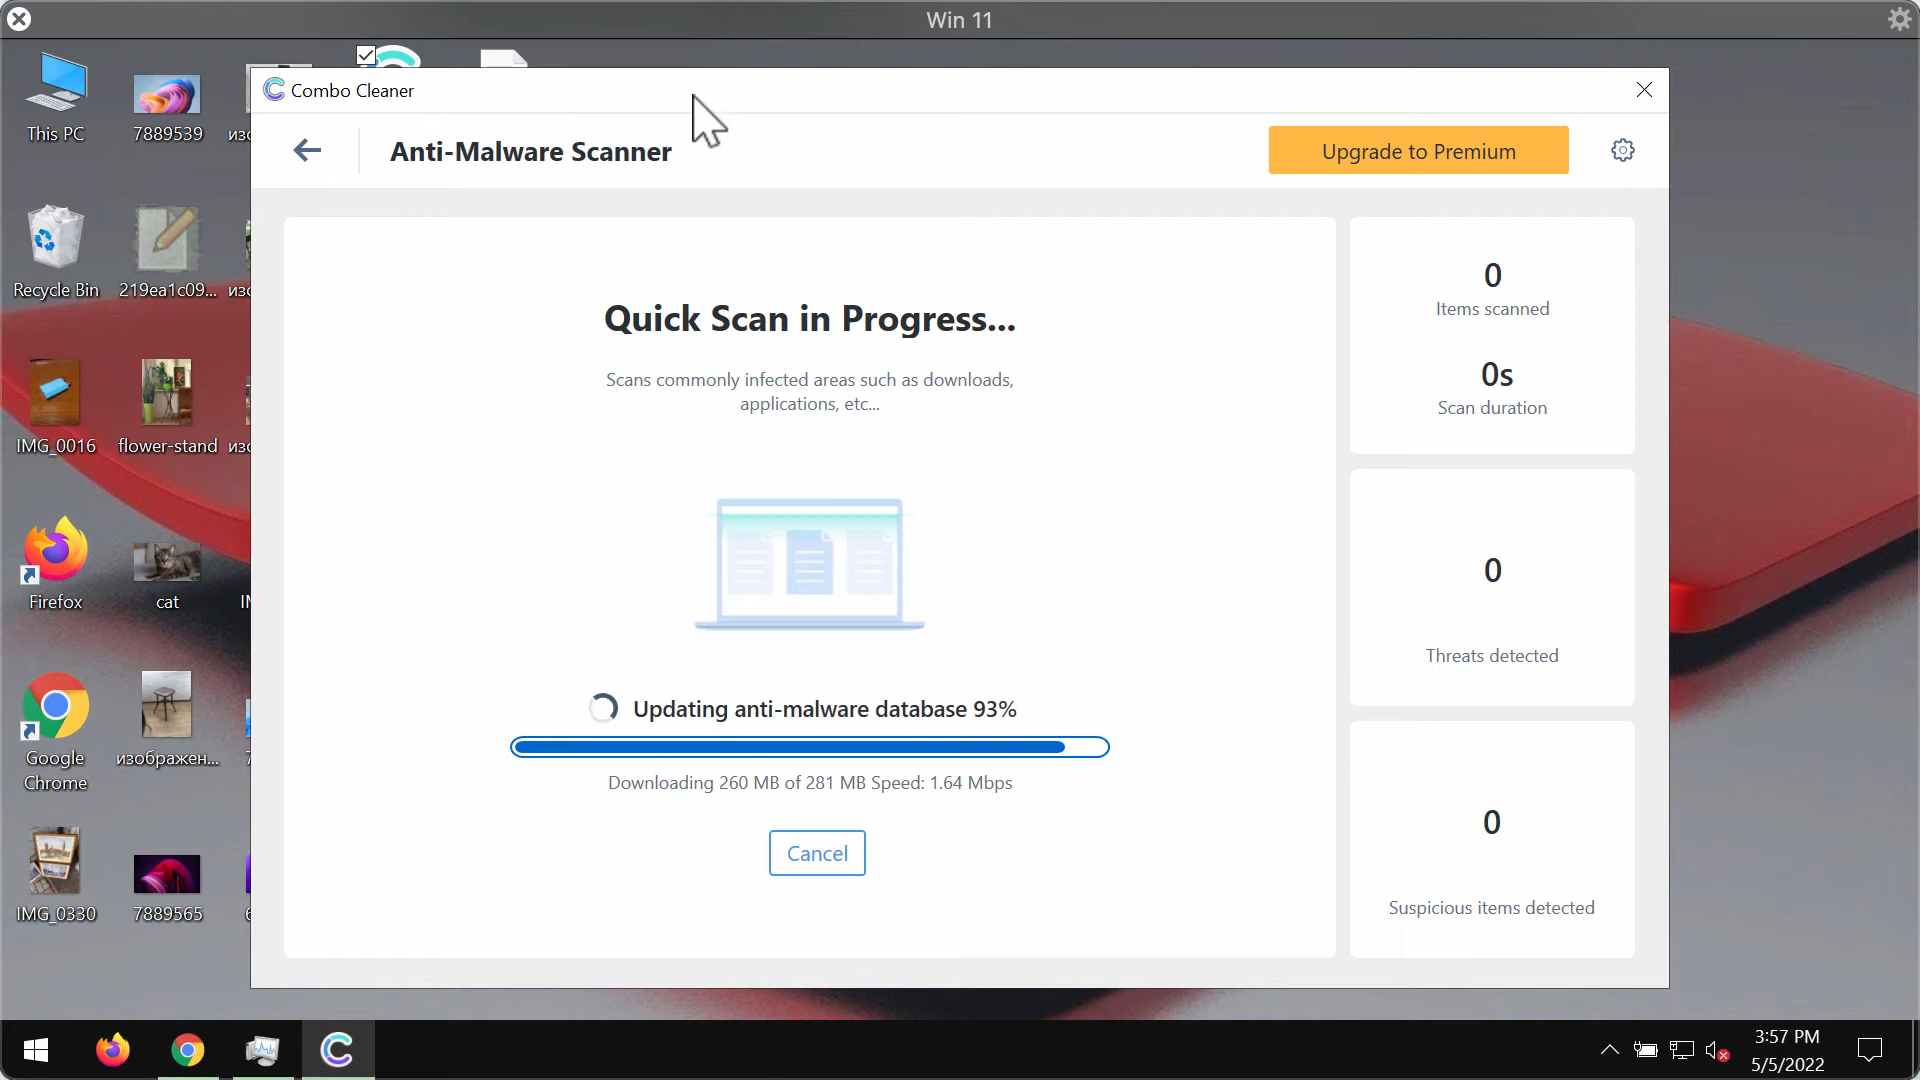 Win 11
This PC
7889539
Recycle Bin
219ea1c09...
IMG_0016
flower-stand
Firefox
cat
Google
Chrome
изображен...
IMG_0330
7889565
Combo Cleaner
Anti-Malware Scanner
Upgrade to Premium
Quick Scan in Progress...
Scans commonly infected areas such as downloads,
applications, etc...
Updating anti-malware database 93%
Downloading 260 MB of 281 MB Speed: 1.64 Mbps
Cancel
0
Items scanned
0s
Scan duration
0
Threats detected
0
Suspicious items detected
3:57 PM
5/5/2022